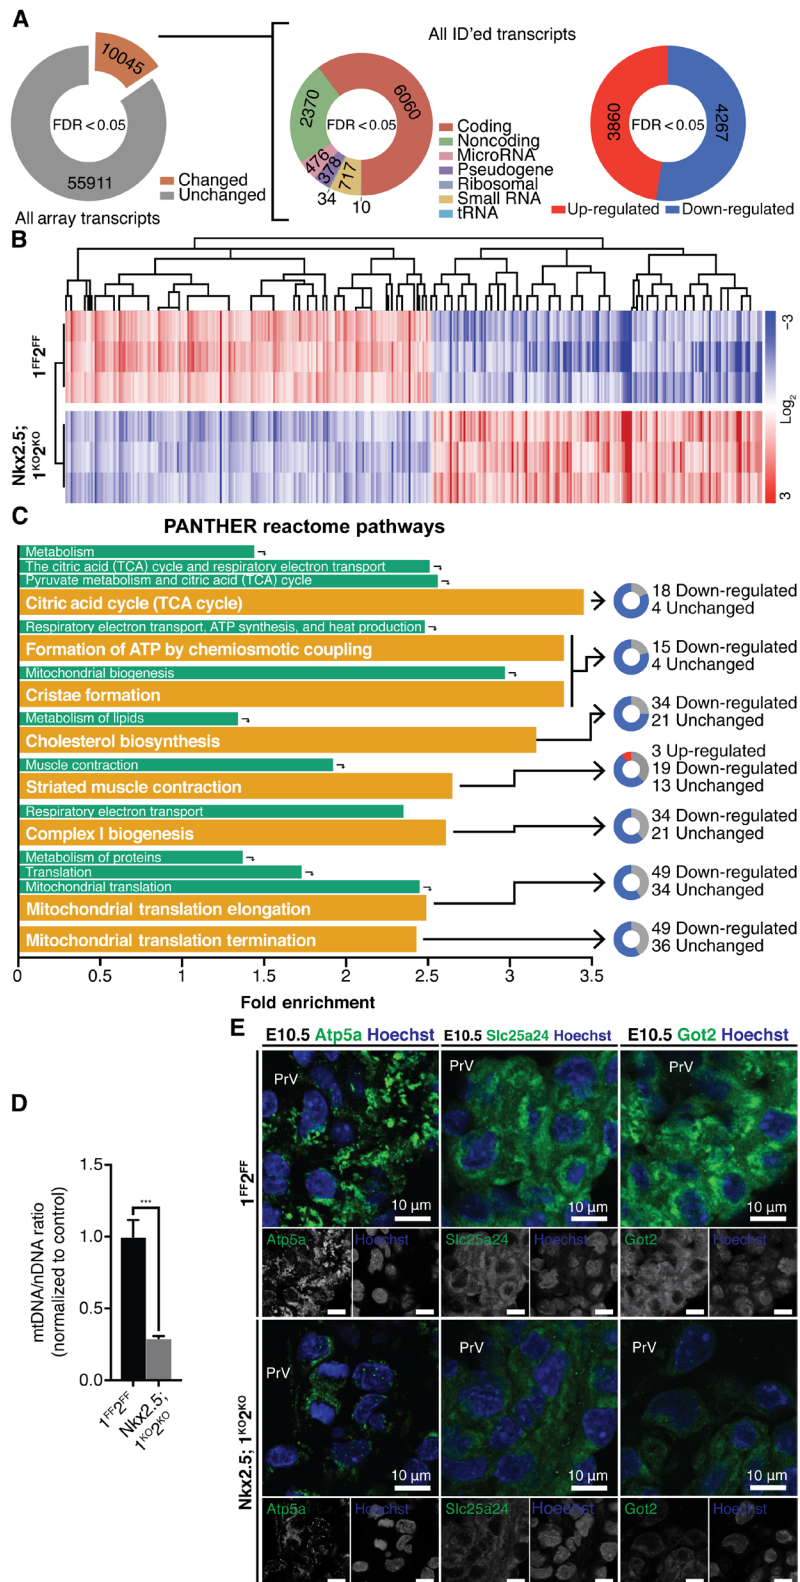 A
All ID'ed transcripts
10045
FDR < 0.05
55911
Changed
Unchanged
All array transcripts
6060
2370
476
378
717
34
10
FDR < 0.05
Coding
Noncoding
MicroRNA
Pseudogene
Ribosomal
Small RNA
tRNA
3860
FDR < 0.05
4267
Up-regulated
Down-regulated
B
1FF2FF
Nkx2.5;
1KO2KO
−3
Log2
3
C
PANTHER reactome pathways
Metabolism
The citric acid (TCA) cycle and respiratory electron transport
Pyruvate metabolism and citric acid (TCA) cycle
Citric acid cycle (TCA cycle)
18 Down-regulated
4 Unchanged
Respiratory electron transport, ATP synthesis, and heat production
Formation of ATP by chemiosmotic coupling
15 Down-regulated
4 Unchanged
Mitochondrial biogenesis
Cristae formation
Metabolism of lipids
Cholesterol biosynthesis
34 Down-regulated
21 Unchanged
Muscle contraction
Striated muscle contraction
3 Up-regulated
19 Down-regulated
13 Unchanged
Respiratory electron transport
Complex I biogenesis
34 Down-regulated
21 Unchanged
Metabolism of proteins
Translation
Mitochondrial translation
Mitochondrial translation elongation
49 Down-regulated
34 Unchanged
Mitochondrial translation termination
49 Down-regulated
36 Unchanged
0 0.5 1 1.5 2 2.5 3 3.5
Fold enrichment
D
mtDNA/nDNA ratio
(normalized to control)
1.5
1.0
0.5
0.0
***
1FF2FF
Nkx2.5;
1KO2KO
E
E10.5 Atp5a Hoechst
E10.5 Slc25a24 Hoechst
E10.5 Got2 Hoechst
1FF2FF
PrV
PrV
PrV
10 µm
10 µm
10 µm
Atp5a
Hoechst
Slc25a24
Hoechst
Got2
Hoechst
Nkx2.5; 1KO2KO
PrV
PrV
PrV
10 µm
10 µm
10 µm
Atp5a
Hoechst
Slc25a24
Hoechst
Got2
Hoechst